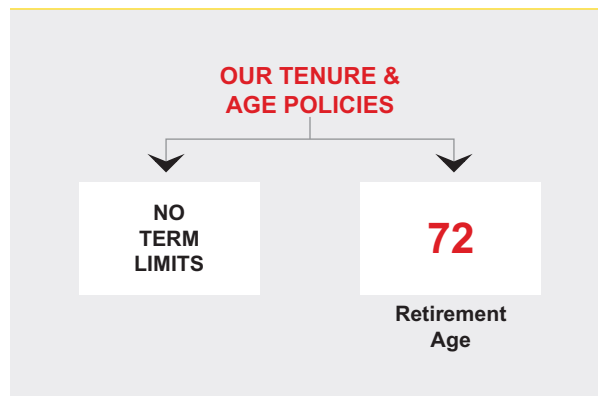 OUR TENURE &
AGE POLICIES
NO
TERM
LIMITS
72
Retirement
Age